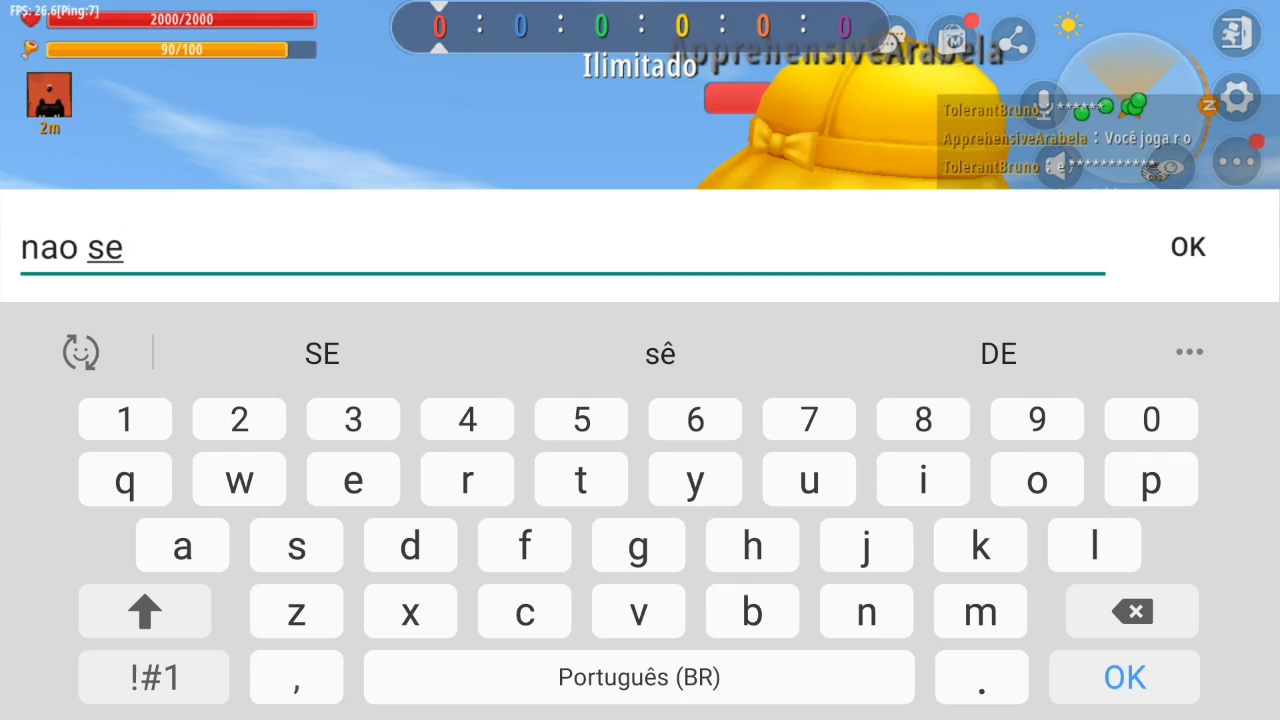 FPS: 26.6[Ping:7]
2000/2000
90/100
2m
0 : 0 : 0 : 0 : 0 : 0
Ilimitado
ApprehensiveArabela
Z
TolerantBruno : ******
ApprehensiveArabela : Você joga r o
TolerantBruno : e ***********
nao se
OK
SE sê DE
1 2 3 4 5 6 7 8 9 0
q w e r t y u i o p
a s d f g h j k l
z x c v b n m
!#1 , Português (BR) . OK